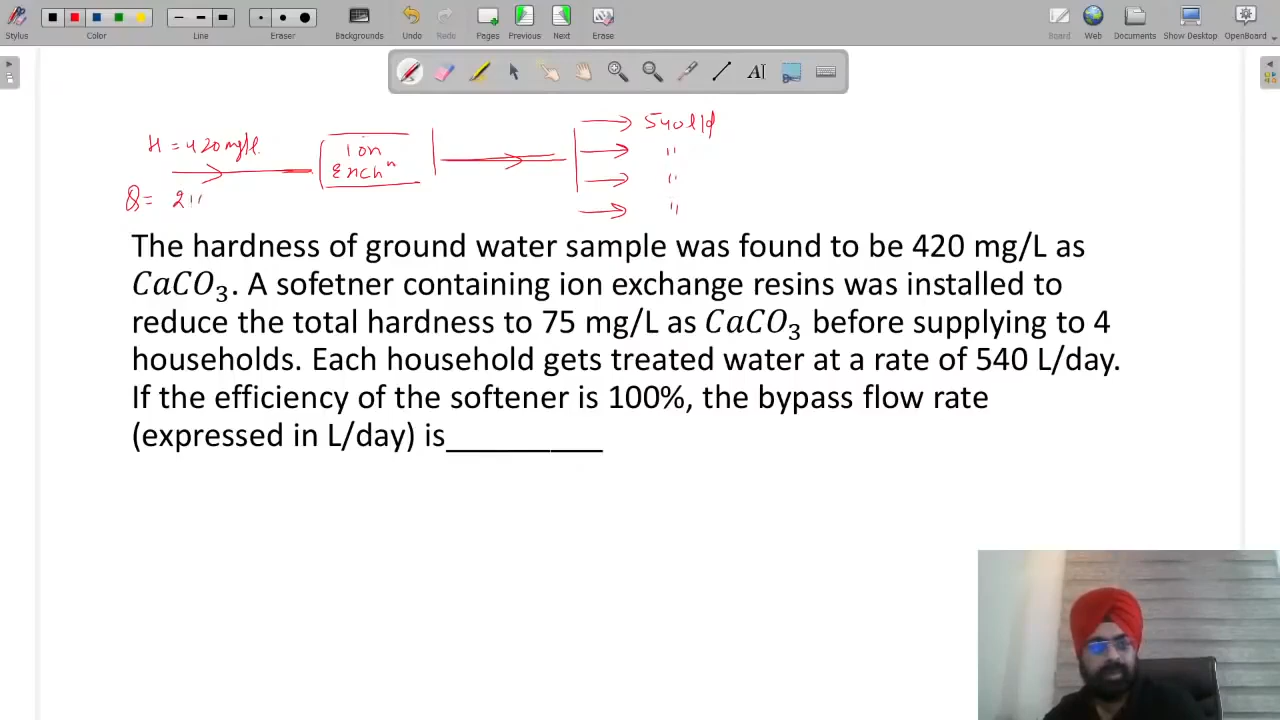 Stylus
Color
Line
Eraser
Backgrounds
Undo
Redo
Pages
Previous
Next
Erase
Board
Web
Documents
Show Desktop
OpenBoard
H = 420 mg/l
ion
Exchⁿ
540 l/d
"
"
"
Q =
The hardness of ground water sample was found to be 420 mg/L as
CaCO₃. A sofetner containing ion exchange resins was installed to
reduce the total hardness to 75 mg/L as CaCO₃ before supplying to 4
households. Each household gets treated water at a rate of 540 L/day.
If the efficiency of the softener is 100%, the bypass flow rate
(expressed in L/day) is__________